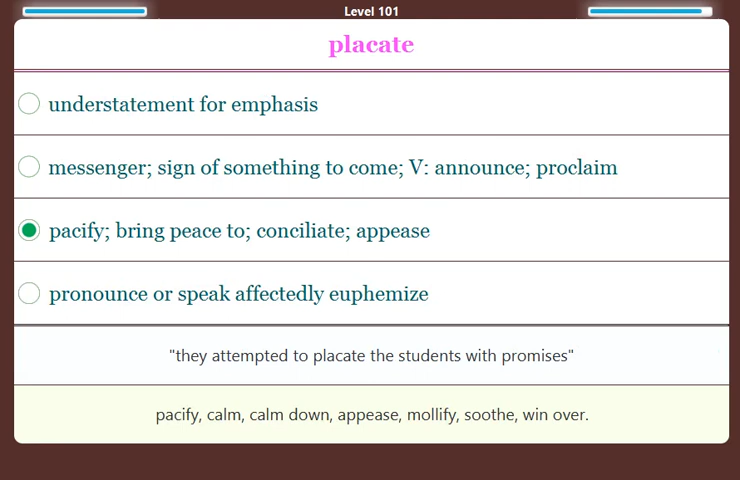 Level 101
placate
understatement for emphasis
messenger; sign of something to come; V: announce; proclaim
pacify; bring peace to; conciliate; appease
pronounce or speak affectedly euphemize
"they attempted to placate the students with promises"
pacify, calm, calm down, appease, mollify, soothe, win over.